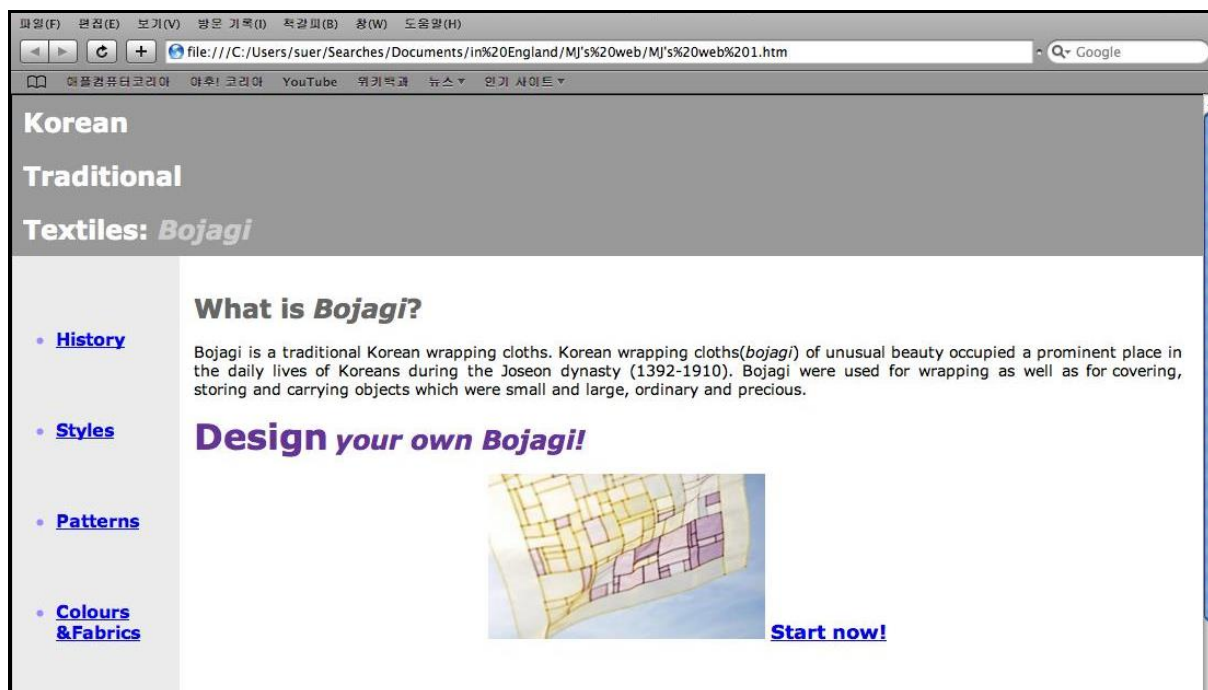 파일(F) 편집(E) 보기(V) 방문 기록(I) 책갈피(B) 창(W) 도움말(H)
file:///C:/Users/suer/Searches/Documents/in%20England/MJ's%20web/MJ's%20web%201.htm
Google
애플컴퓨터코리아 야후! 코리아 YouTube 위키백과 뉴스 인기 사이트
Korean
Traditional
Textiles: Bojagi
History
Styles
Patterns
Colours
&Fabrics
What is Bojagi?
Bojagi is a traditional Korean wrapping cloths. Korean wrapping cloths(bojagi) of unusual beauty occupied a prominent place in
the daily lives of Koreans during the Joseon dynasty (1392-1910). Bojagi were used for wrapping as well as for covering,
storing and carrying objects which were small and large, ordinary and precious.
Design your own Bojagi!
Start now!